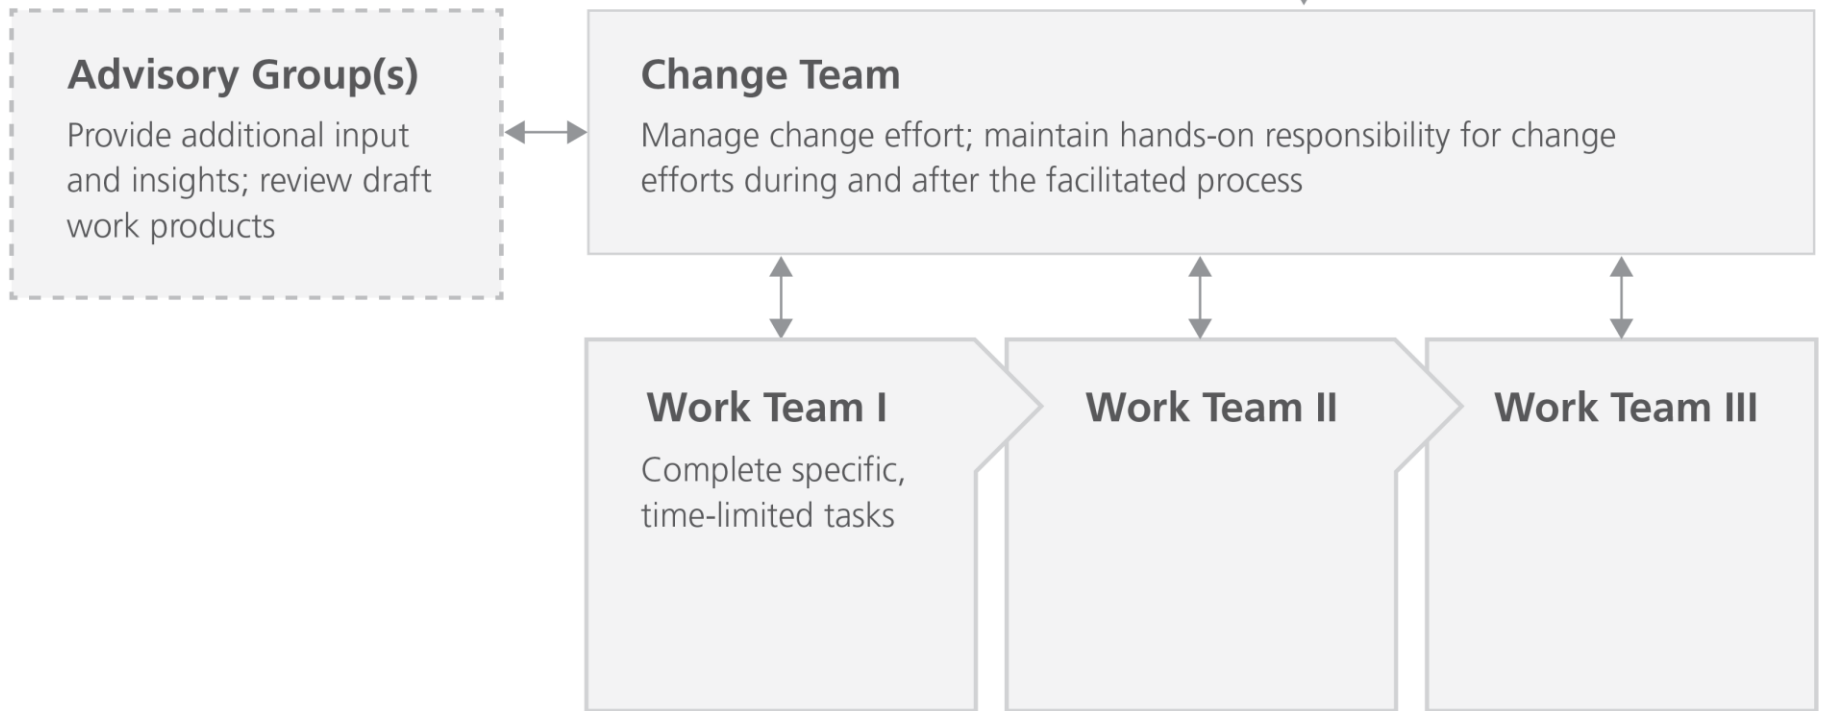 Advisory Group(s)
Provide additional input
and insights; review draft
work products
Change Team
Manage change effort; maintain hands-on responsibility for change
efforts during and after the facilitated process
Work Team I
Complete specific,
time-limited tasks
Work Team II
Work Team III